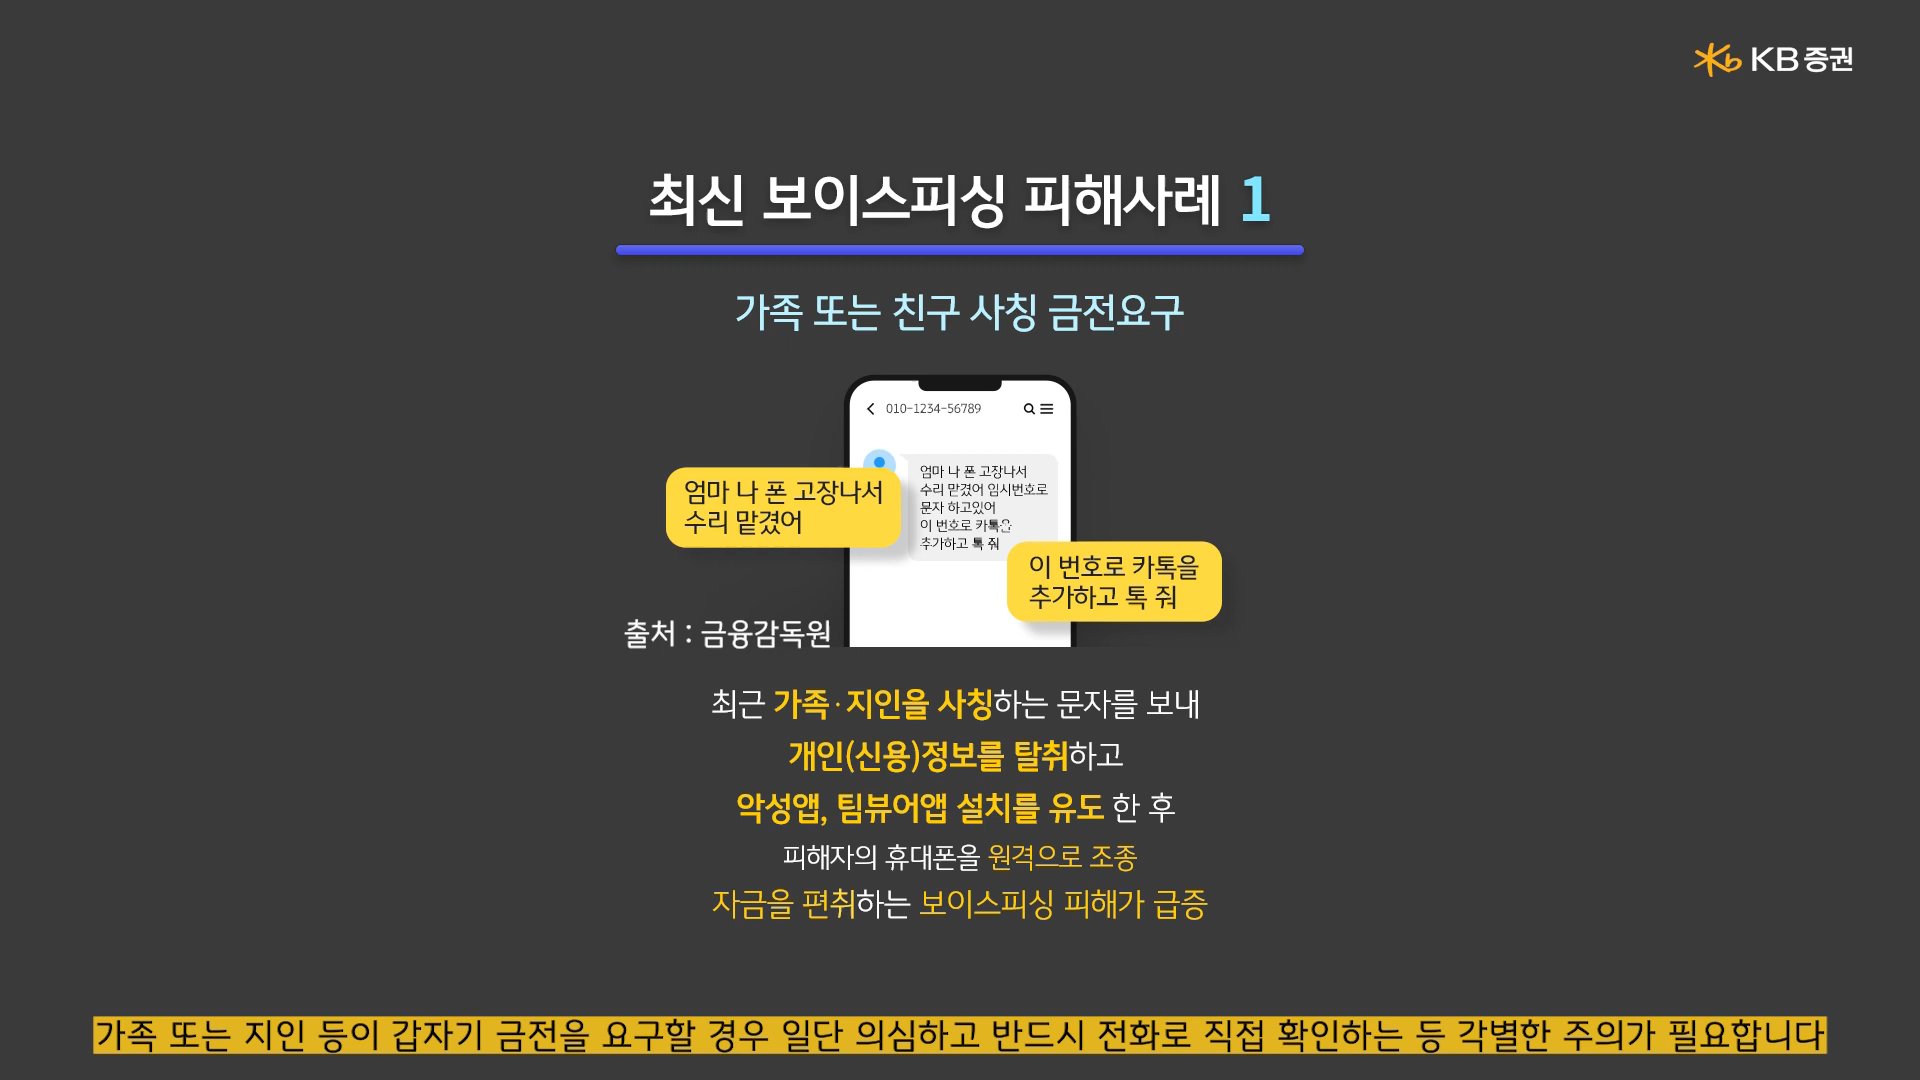 KB증권
최신 보이스피싱 피해사례 1
가족 또는 친구 사칭 금전요구
010-1234-56789
엄마 나 폰 고장나서
수리 맡겼어 임시번호로
문자 하고있어
이 번호로 카톡을
추가하고 톡 줘
엄마 나 폰 고장나서
수리 맡겼어
이 번호로 카톡을
추가하고 톡 줘
출처 : 금융감독원
최근 가족·지인을 사칭하는 문자를 보내
개인(신용)정보를 탈취하고
악성앱, 팀뷰어앱 설치를 유도 한 후
피해자의 휴대폰을 원격으로 조종
자금을 편취하는 보이스피싱 피해가 급증
가족 또는 지인 등이 갑자기 금전을 요구할 경우 일단 의심하고 반드시 전화로 직접 확인하는 등 각별한 주의가 필요합니다